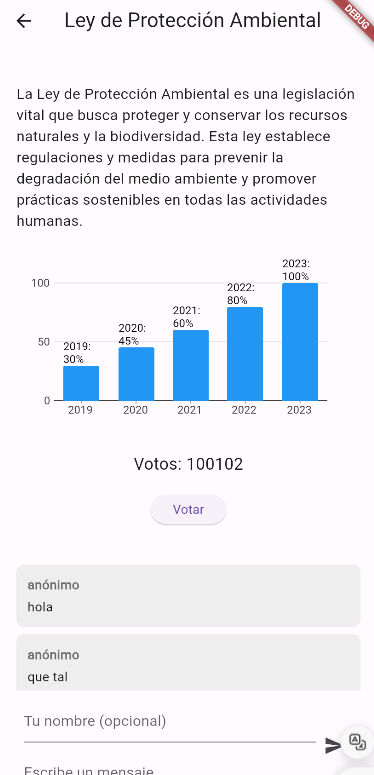 Ley de Protección Ambiental
DEBUG
La Ley de Protección Ambiental es una legislación
vital que busca proteger y conservar los recursos
naturales y la biodiversidad. Esta ley establece
regulaciones y medidas para prevenir la
degradación del medio ambiente y promover
prácticas sostenibles en todas las actividades
humanas.
2023:
100%
100
2022:
80%
2021:
60%
2020:
45%
50
2019:
30%
0
2019 2020 2021 2022 2023
Votos: 100102
Votar
anónimo
hola
anónimo
que tal
Tu nombre (opcional)
Escribe un mensaje